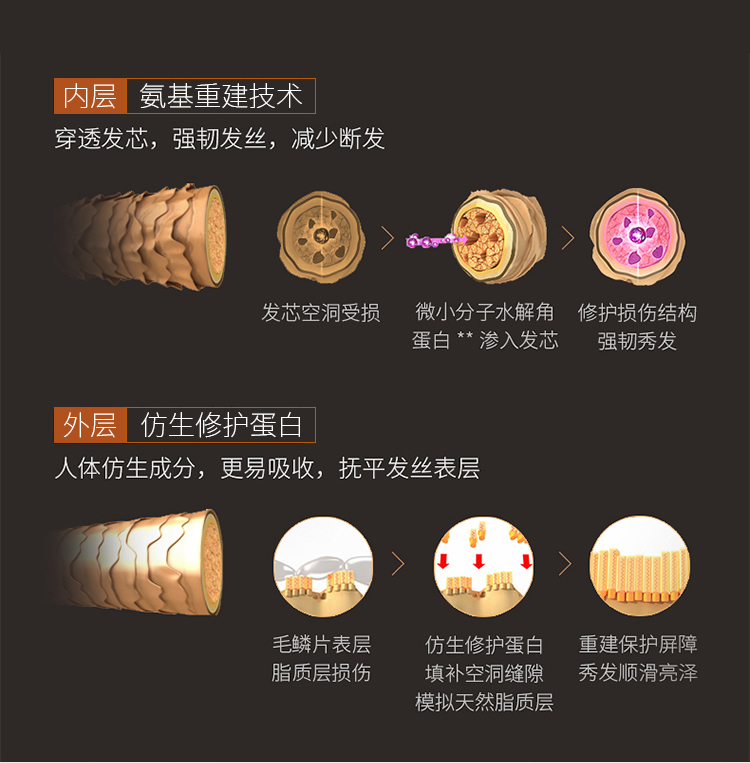 内层 氨基重建技术
穿透发芯，强韧发丝，减少断发
发芯空洞受损
微小分子水解角
蛋白 ** 渗入发芯
修护损伤结构
强韧秀发
外层 仿生修护蛋白
人体仿生成分，更易吸收，抚平发丝表层
毛鳞片表层
脂质层损伤
仿生修护蛋白
填补空洞缝隙
模拟天然脂质层
重建保护屏障
秀发顺滑亮泽